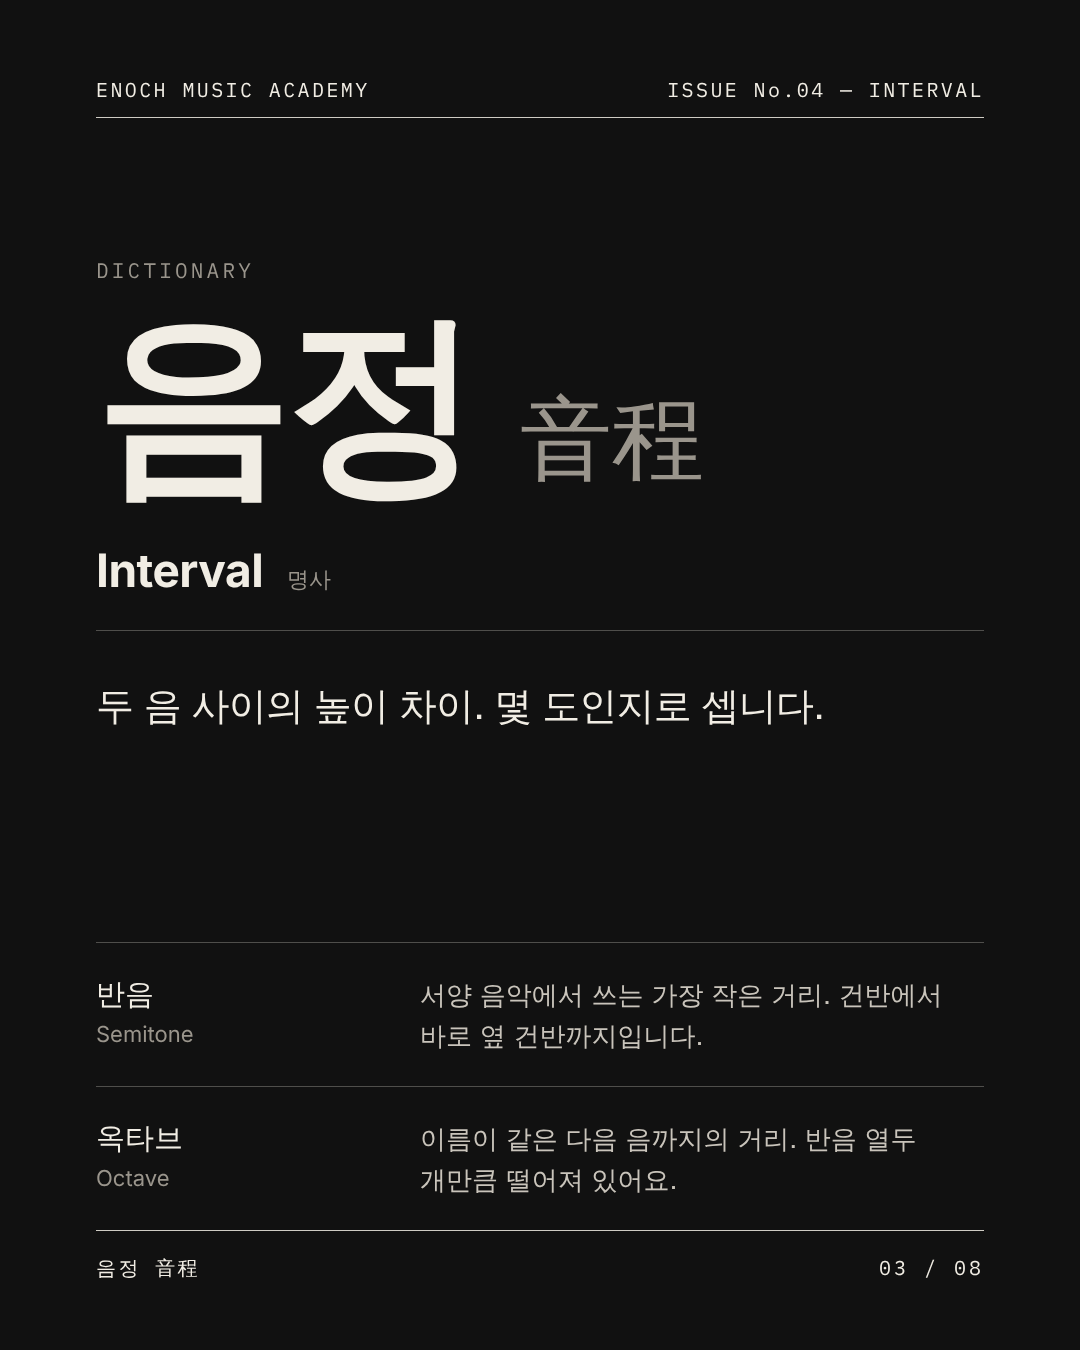 ENOCH MUSIC ACADEMY
ISSUE No.04 — INTERVAL
DICTIONARY
음정 音程
Interval 명사
두 음 사이의 높이 차이. 몇 도인지로 셉니다.
반음
Semitone
서양 음악에서 쓰는 가장 작은 거리. 건반에서
바로 옆 건반까지입니다.
옥타브
Octave
이름이 같은 다음 음까지의 거리. 반음 열두
개만큼 떨어져 있어요.
음정 音程
03 / 08